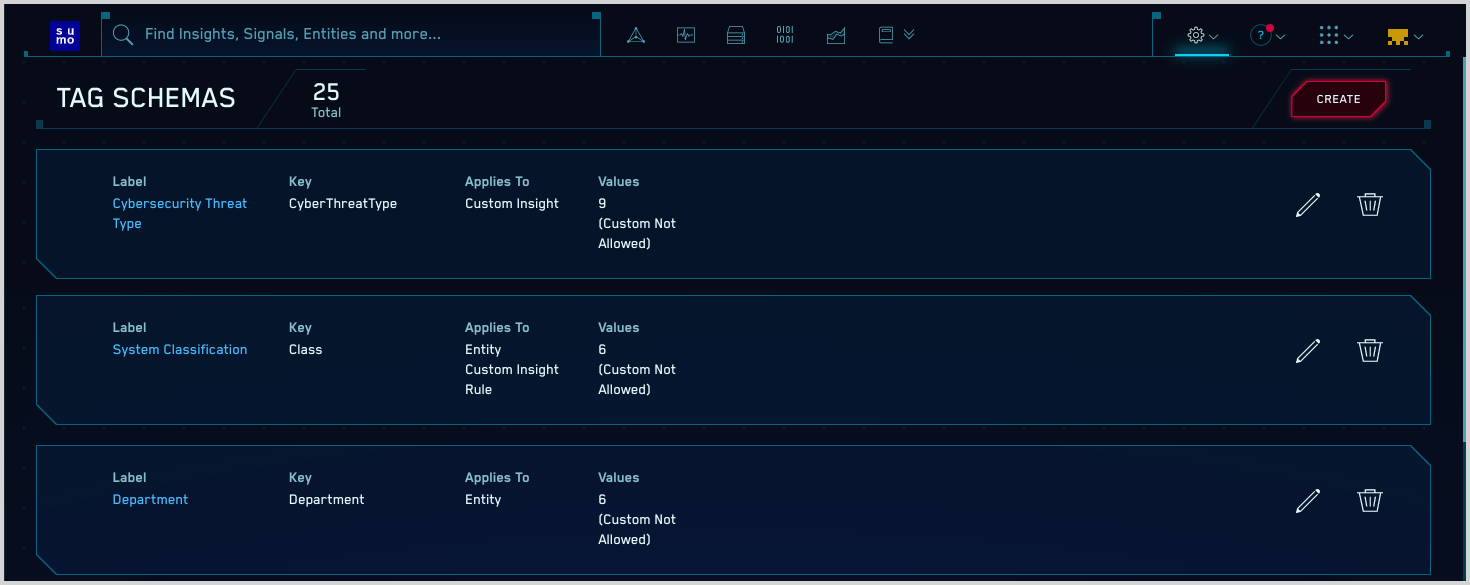 su
mo
Find Insights, Signals, Entities and more...
0101
1001
?
TAG SCHEMAS
25
Total
CREATE
Label Key Applies To Values
Cybersecurity Threat CyberThreatType Custom Insight 9
Type (Custom Not
Allowed)
Label Key Applies To Values
System Classification Class Entity 6
Custom Insight (Custom Not
Rule Allowed)
Label Key Applies To Values
Department Department Entity 6
(Custom Not
Allowed)